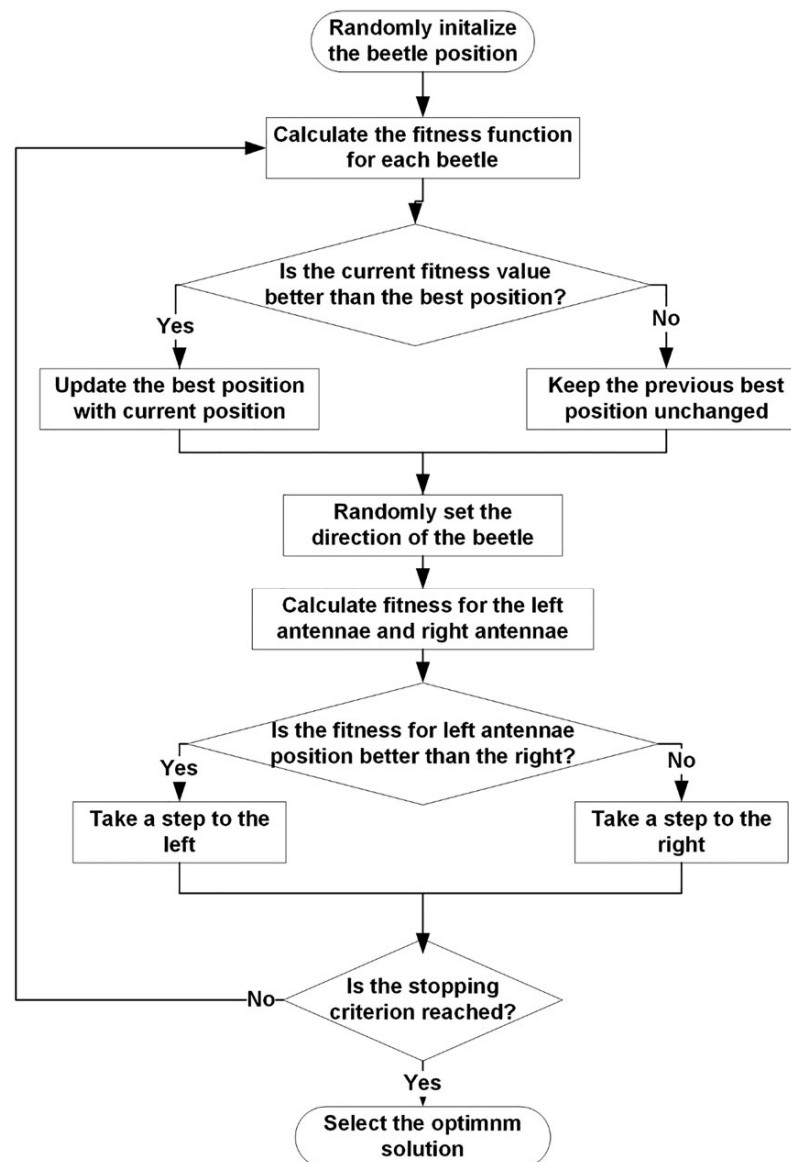 Randomly initalize
the beetle position
Calculate the fitness function
for each beetle
Is the current fitness value
better than the best position?
Yes
No
Update the best position
with current position
Keep the previous best
position unchanged
Randomly set the
direction of the beetle
Calculate fitness for the left
antennae and right antennae
Is the fitness for left antennae
position better than the right?
Yes
No
Take a step to the
left
Take a step to the
right
Is the stopping
criterion reached?
No
Yes
Select the optimnm
solution